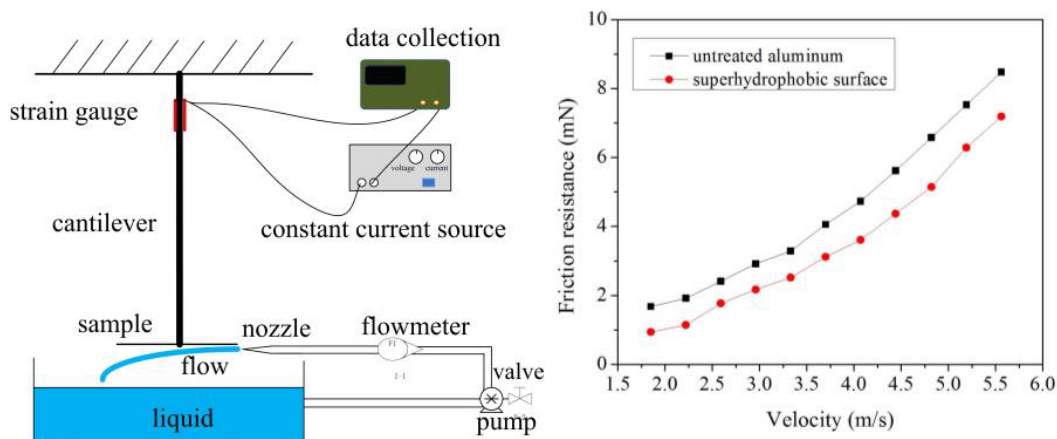 data collection
strain gauge
voltage
current
cantilever
constant current source
sample
nozzle
flowmeter
FI
flow
I-1
valve
liquid
pump
untreated aluminum
superhydrophobic surface
Friction resistance (mN)
10
8
6
4
2
0
1.5 2.0 2.5 3.0 3.5 4.0 4.5 5.0 5.5 6.0
Velocity (m/s)